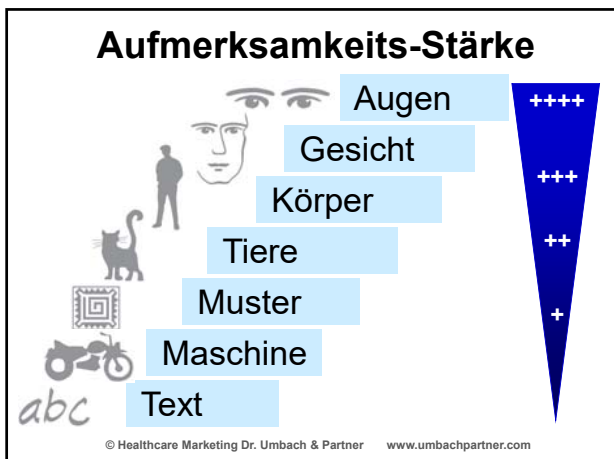 Aufmerksamkeits-Stärke
Augen
++++
Gesicht
+++
Körper
Tiere
++
Muster
+
Maschine
abc
Text
© Healthcare Marketing Dr. Umbach & Partner www.umbachpartner.com